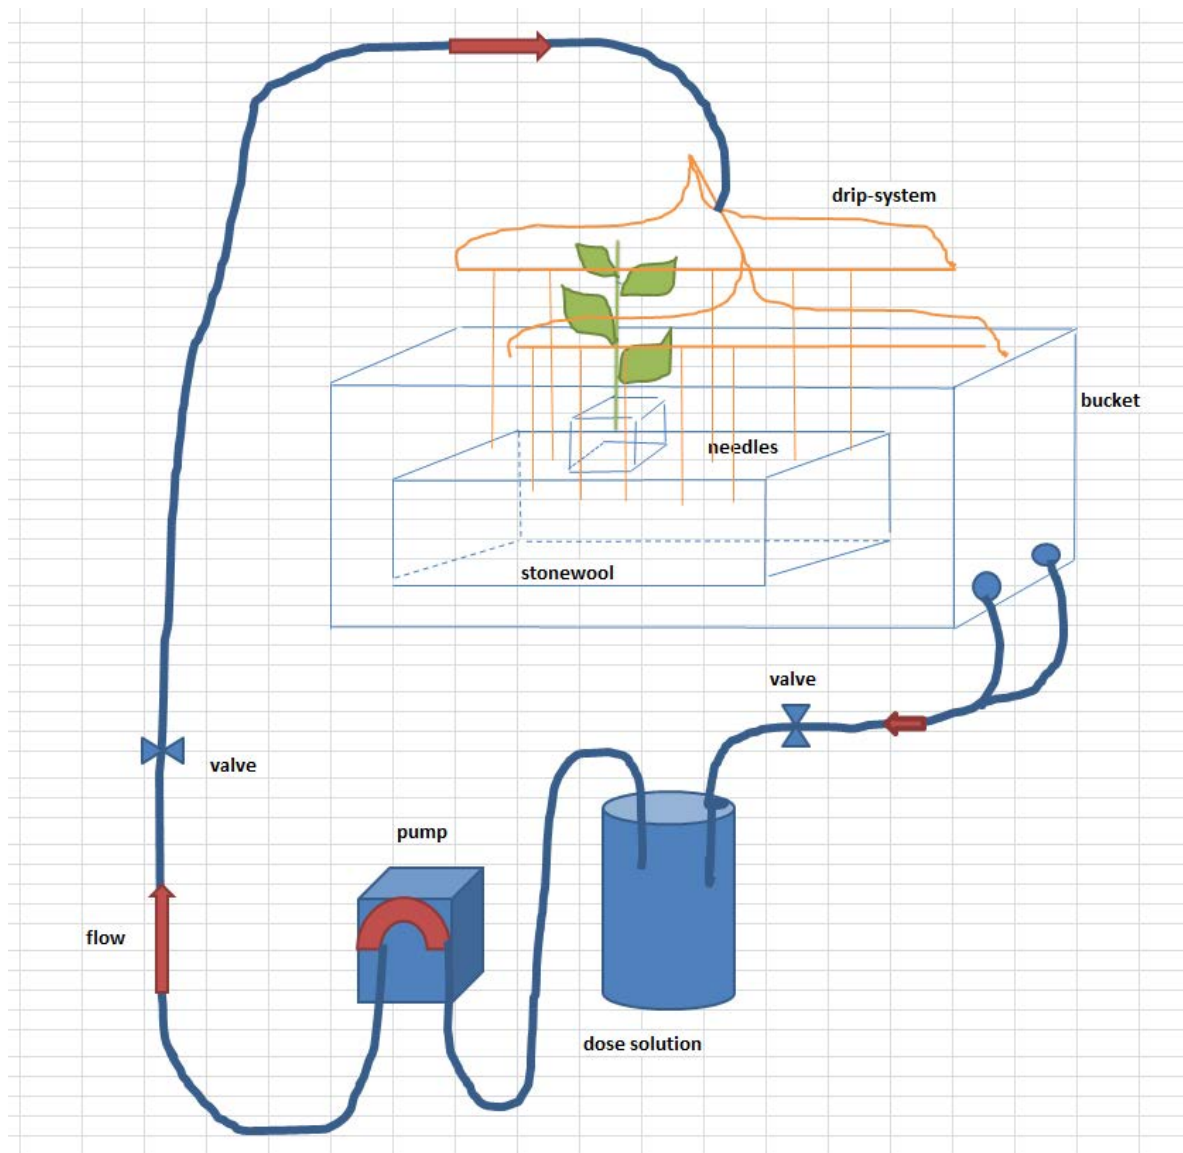 drip-system
bucket
needles
stonewool
valve
valve
pump
flow
dose solution